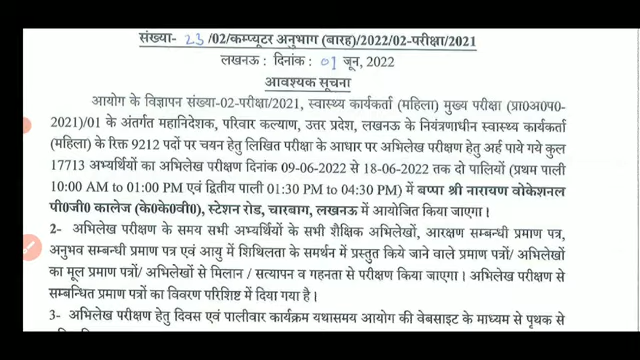 संख्या- 23 /02/कम्प्यूटर अनुभाग (बारह)/2022/02-परीक्षा/2021
लखनऊ : दिनांक : 01 जून, 2022
आवश्यक सूचना
आयोग के विज्ञापन संख्या-02-परीक्षा/2021, स्वास्थ्य कार्यकर्ता (महिला) मुख्य परीक्षा (प्रा0अ0प0-
2021)/01 के अंतर्गत महानिदेशक, परिवार कल्याण, उत्तर प्रदेश, लखनऊ के नियंत्रणाधीन स्वास्थ्य कार्यकर्ता
(महिला) के रिक्त 9212 पदों पर चयन हेतु लिखित परीक्षा के आधार पर अभिलेख परीक्षण हेतु अर्ह पाये गये कुल
17713 अभ्यर्थियों का अभिलेख परीक्षण दिनांक 09-06-2022 से 18-06-2022 तक दो पालियों (प्रथम पाली
10:00 AM to 01:00 PM एवं द्वितीय पाली 01:30 PM to 04:30 PM) में बप्पा श्री नारायण वोकेशनल
पी0जी0 कालेज (के0के0वी0), स्टेशन रोड, चारबाग, लखनऊ में आयोजित किया जाएगा।
2- अभिलेख परीक्षण के समय सभी अभ्यर्थियों के सभी शैक्षिक अभिलेखों, आरक्षण सम्बन्धी प्रमाण पत्र,
अनुभव सम्बन्धी प्रमाण पत्र एवं आयु में शिथिलता के समर्थन में प्रस्तुत किये जाने वाले प्रमाण पत्रों/ अभिलेखों
का मूल प्रमाण पत्रों/ अभिलेखों से मिलान / सत्यापन व गहनता से परीक्षण किया जाएगा। अभिलेख परीक्षण से
सम्बन्धित प्रमाण पत्रों का विवरण परिशिष्ट में दिया गया है।
3- अभिलेख परीक्षण हेतु दिवस एवं पालीवार कार्यक्रम यथासमय आयोग की वेबसाइट के माध्यम से पृथक से